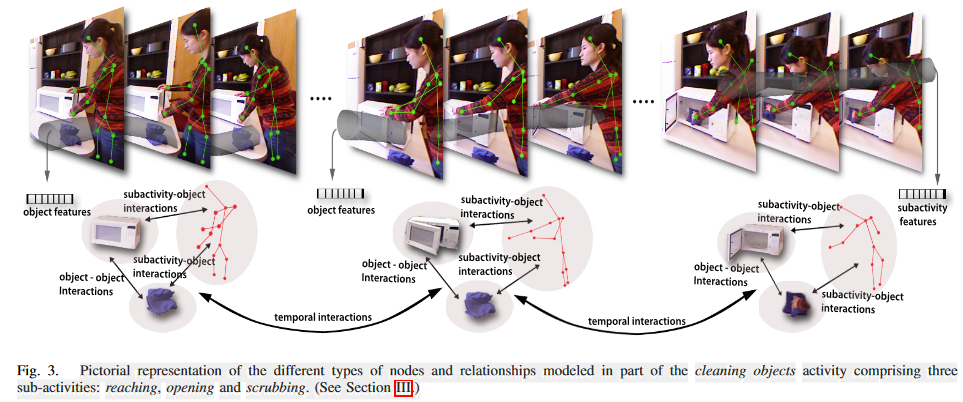 ....
....
object features
object features
subactivity
features
subactivity-object
interactions
subactivity-object
interactions
object - object
Interactions
subactivity-object
interactions
subactivity-object
interactions
object - object
Interactions
subactivity-object
interactions
object - object
Interactions
subactivity-object
interactions
temporal interactions
temporal interactions
Fig. 3. Pictorial representation of the different types of nodes and relationships modeled in part of the cleaning objects activity comprising three
sub-activities: reaching, opening and scrubbing. (See Section III.)